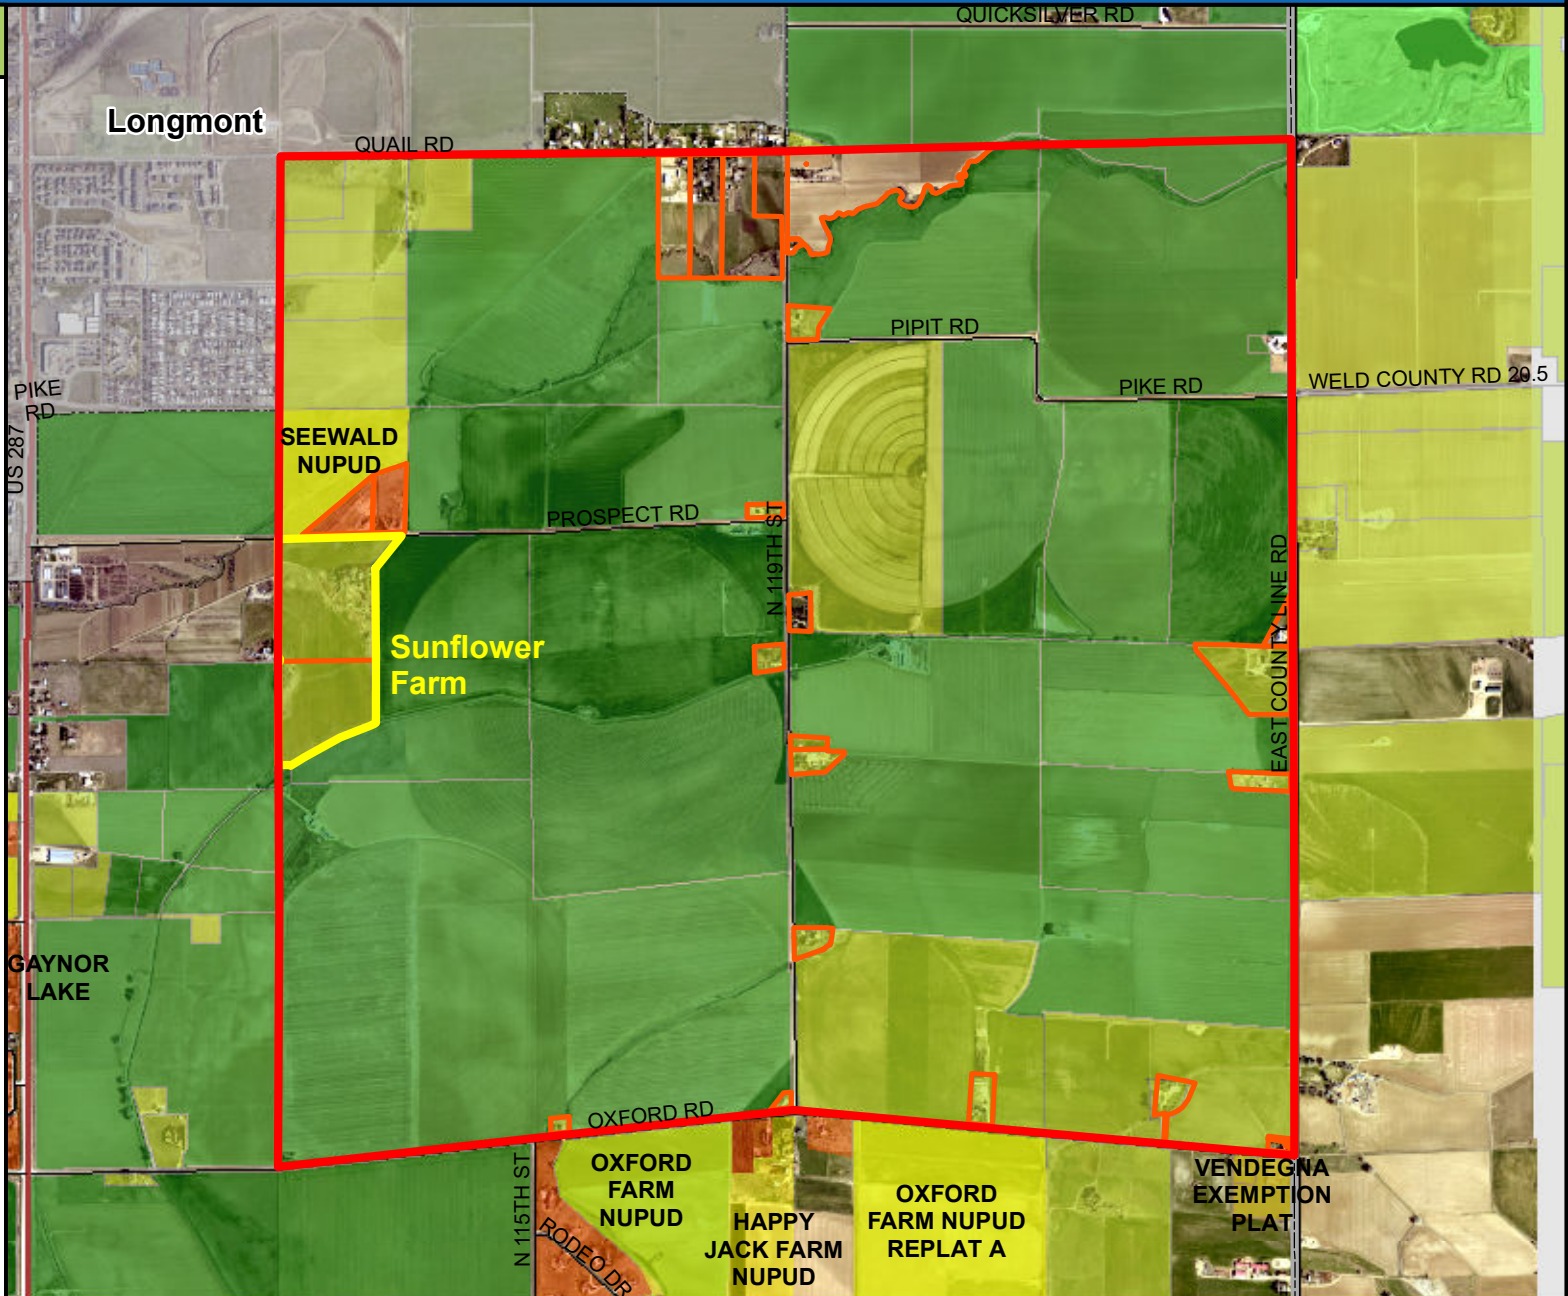 QUICKSILVER RD
Longmont
QUAIL RD
PIPIT RD
PIKE
RD
PIKE RD
WELD COUNTY RD 20.5
US 287
SEEWALD
NUPUD
PROSPECT RD
N 119TH ST
EAST COUNTY LINE RD
Sunflower
Farm
GAYNOR
LAKE
OXFORD RD
N 115TH ST
RODEO DR
OXFORD
FARM
NUPUD
HAPPY
JACK FARM
NUPUD
OXFORD
FARM NUPUD
REPLAT A
VENDEGNA
EXEMPTION
PLAT